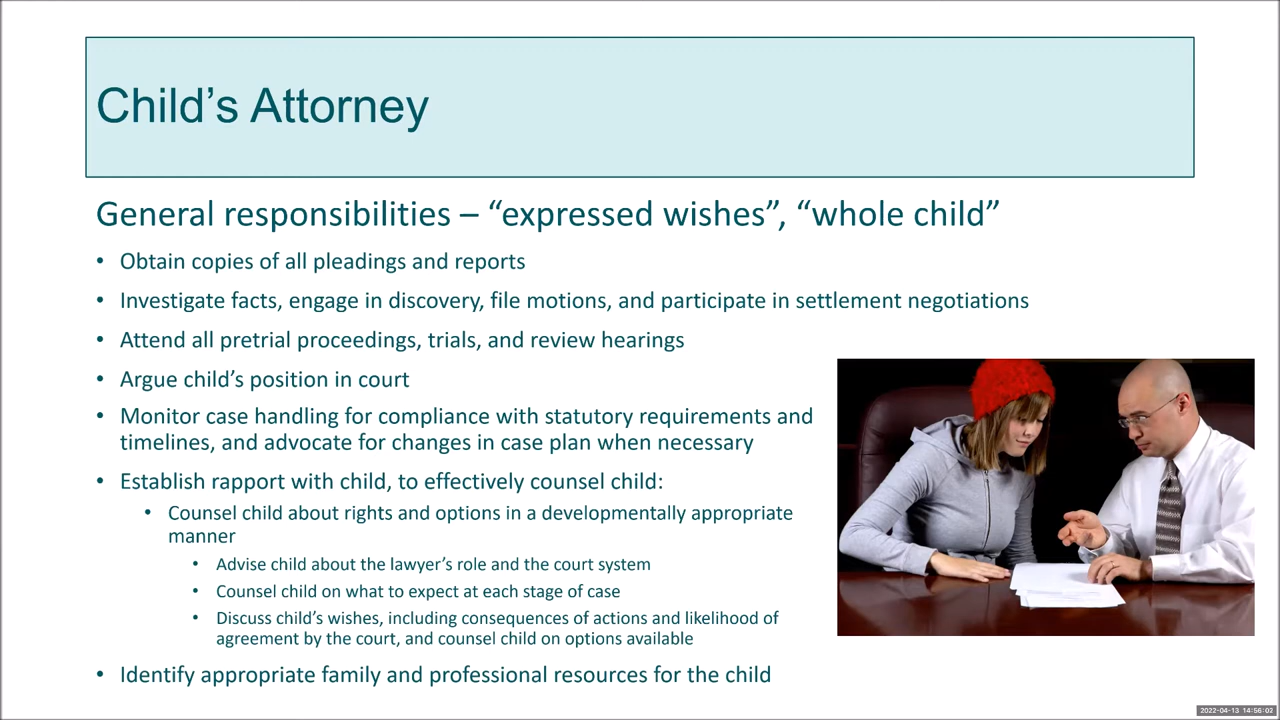 Child’s Attorney
General responsibilities – “expressed wishes”, “whole child”
• Obtain copies of all pleadings and reports
• Investigate facts, engage in discovery, file motions, and participate in settlement negotiations
• Attend all pretrial proceedings, trials, and review hearings
• Argue child’s position in court
• Monitor case handling for compliance with statutory requirements and
timelines, and advocate for changes in case plan when necessary
• Establish rapport with child, to effectively counsel child:
• Counsel child about rights and options in a developmentally appropriate
manner
• Advise child about the lawyer’s role and the court system
• Counsel child on what to expect at each stage of case
• Discuss child’s wishes, including consequences of actions and likelihood of
agreement by the court, and counsel child on options available
• Identify appropriate family and professional resources for the child
2022-04-13 14:56:02